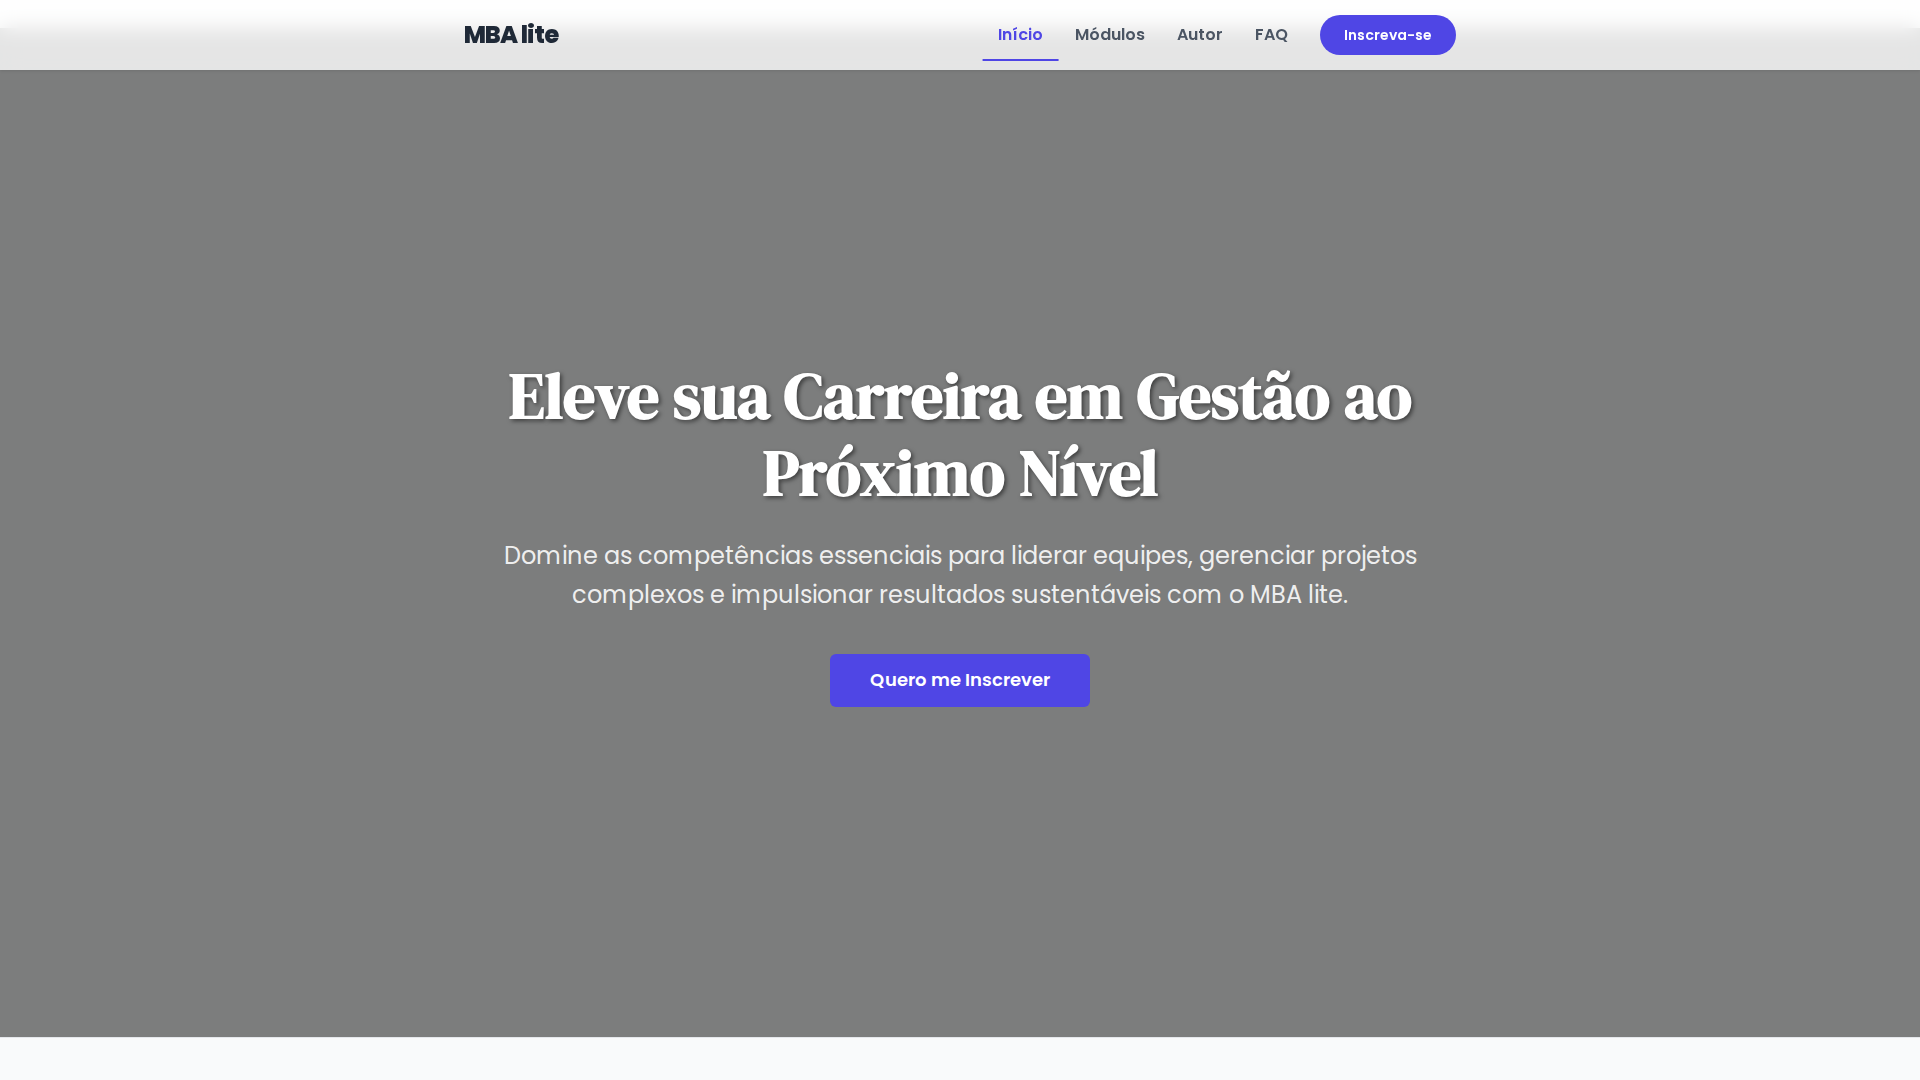 MBA lite
Início
Módulos
Autor
FAQ
Inscreva-se
Eleve sua Carreira em Gestão ao
Próximo Nível
Domine as competências essenciais para liderar equipes, gerenciar projetos
complexos e impulsionar resultados sustentáveis com o MBA lite.
Quero me Inscrever